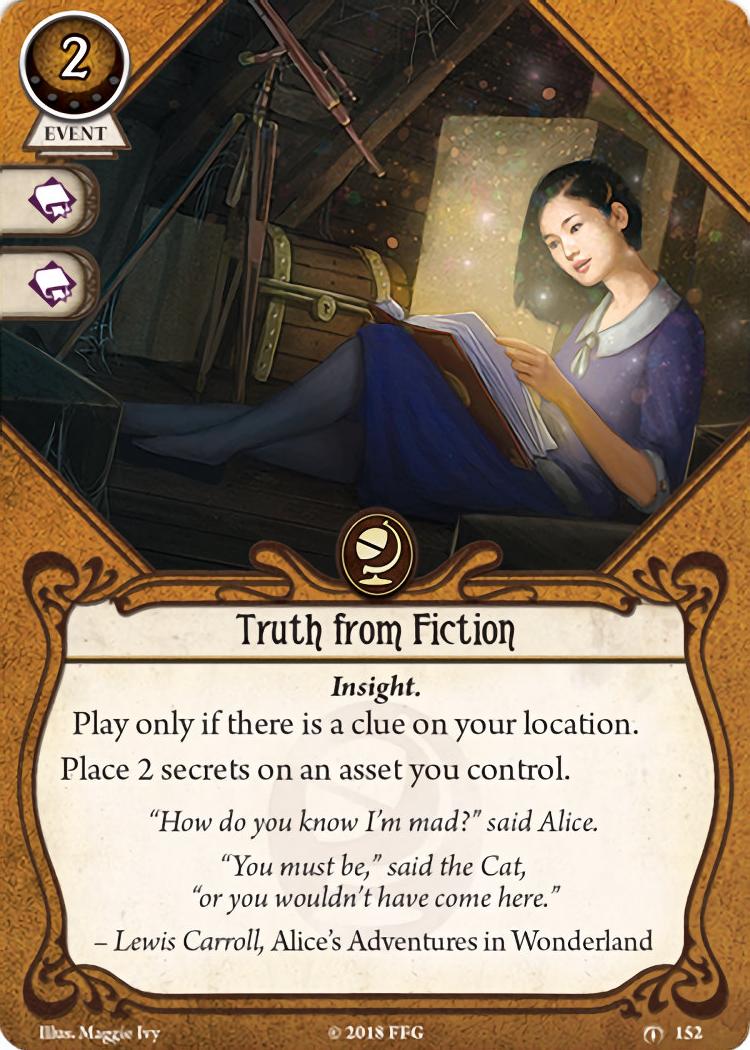 2
EVENT
Truth from Fiction
Insight.
Play only if there is a clue on your location.
Place 2 secrets on an asset you control.
“How do you know I’m mad?” said Alice.
“You must be,” said the Cat,
“or you wouldn’t have come here.”
– Lewis Carroll, Alice’s Adventures in Wonderland
Illus. Maggie Ivy
© 2018 FFG
152